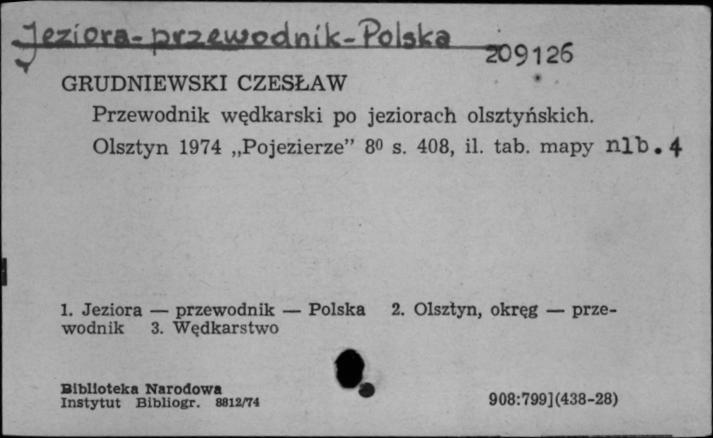 Jeziora-przewodnik-Polska
209126
GRUDNIEWSKI CZESŁAW
Przewodnik wędkarski po jeziorach olsztyńskich.
Olsztyn 1974 „Pojezierze” 8⁰ s. 408, il. tab. mapy nlb. 4
1. Jeziora — przewodnik — Polska 2. Olsztyn, okręg — prze-
wodnik 3. Wędkarstwo
Biblioteka Narodowa
Instytut Bibliogr. 8812/74
908:799](438-28)